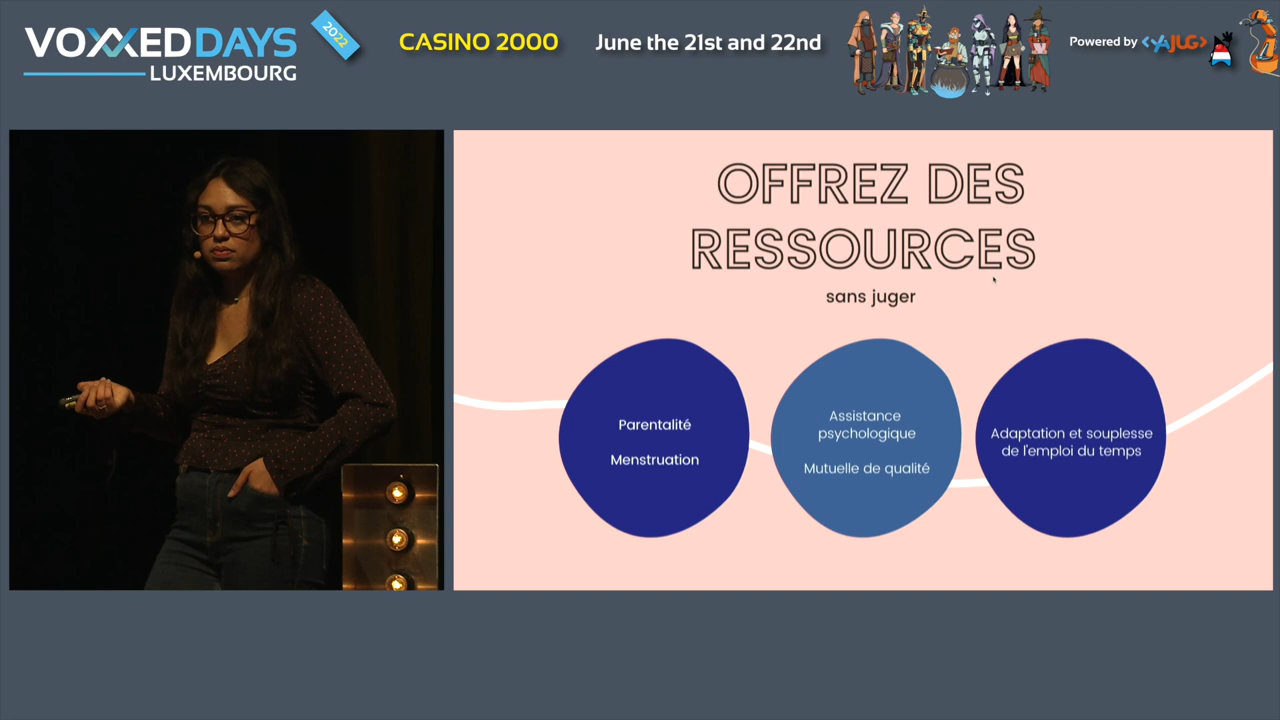 VOXXED DAYS
LUXEMBOURG
2022
CASINO 2000
June the 21st and 22nd
Powered by <YAJUG>
OFFREZ DES
RESSOURCES
sans juger
Parentalité
Menstruation
Assistance
psychologique
Mutuelle de qualité
Adaptation et souplesse
de l'emploi du temps